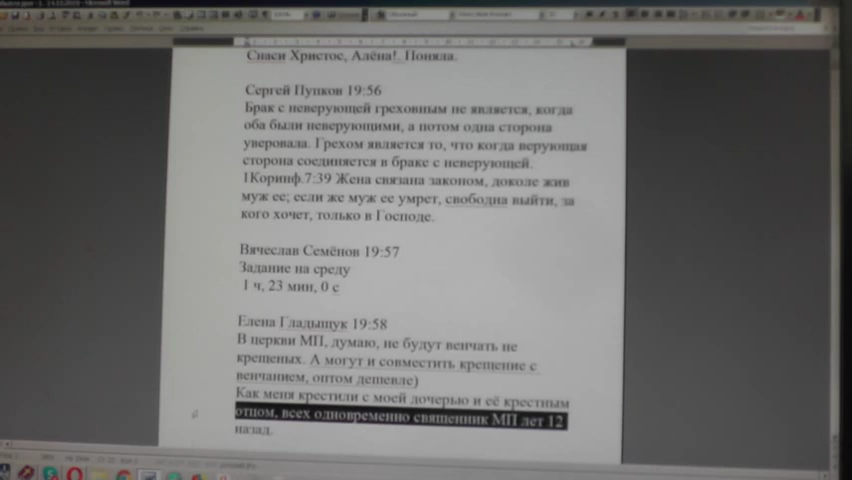 Спаси Христос, Алёна!. Поняла.
Сергей Пупков 19:56
Брак с неверующей греховным не является, когда
оба были неверующими, а потом одна сторона
уверовала. Грехом является то, что когда верующая
сторона соединяется в браке с неверующей.
1Коринф.7:39 Жена связана законом, доколе жив
муж ее; если же муж ее умрет, свободна выйти, за
кого хочет, только в Господе.
Вячеслав Семёнов 19:57
Задание на среду
1 ч, 23 мин, 0 с
Елена Гладыщук 19:58
В церкви МП, думаю, не будут венчать не
крещеных. А могут и совместить крещение с
венчанием, оптом дешевле)
Как меня крестили с моей дочерью и её крестным
отцом, всех одновременно священник МП лет 12
назад.